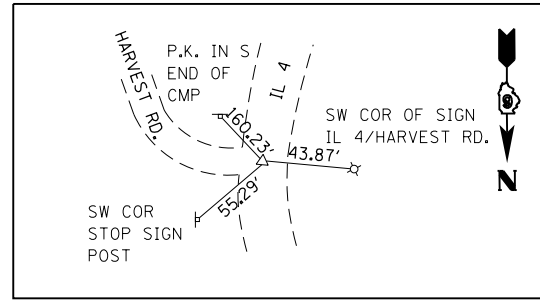 HARVEST RD.
P.K. IN S
END OF
CMP
IL 4
160.23'
SW COR OF SIGN
IL 4/HARVEST RD.
43.87'
55.29'
SW COR
STOP SIGN
POST
9
N